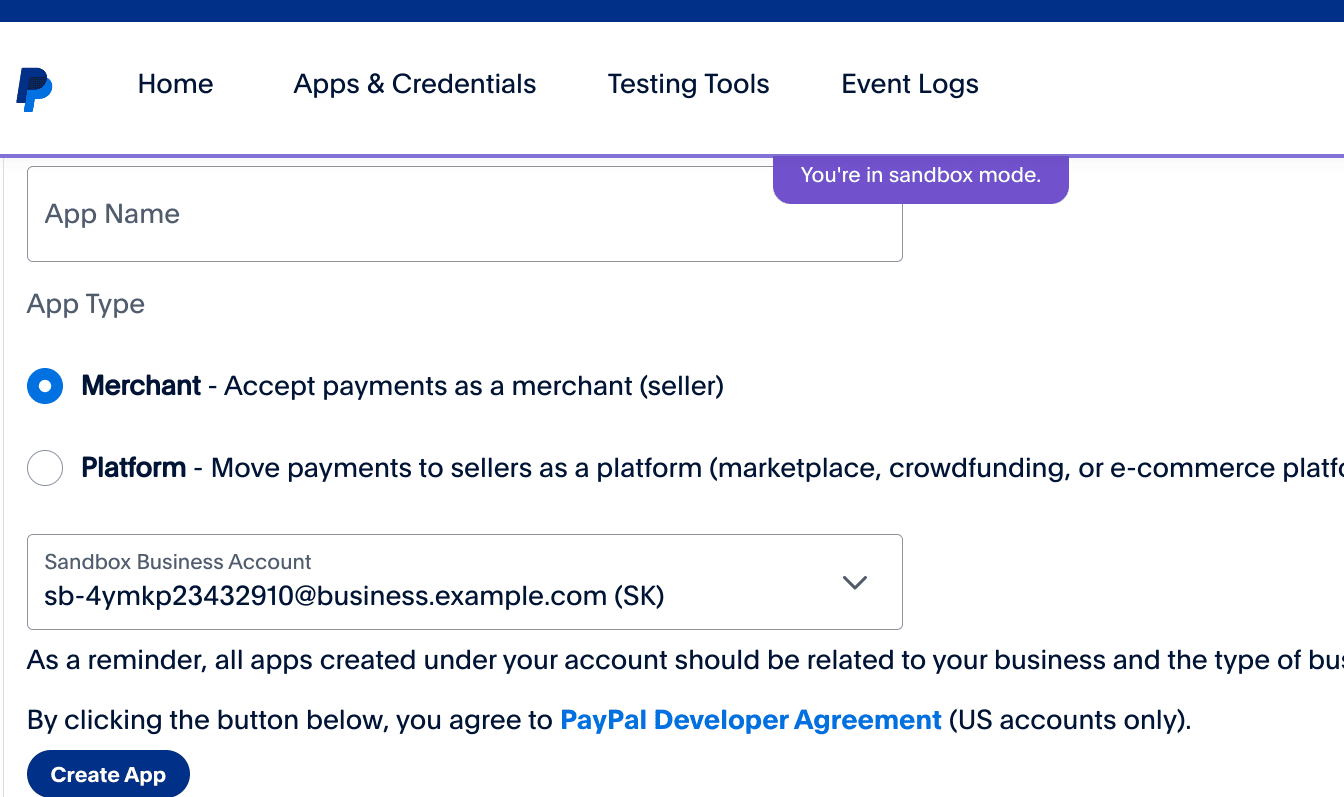 Home Apps & Credentials Testing Tools Event Logs
You're in sandbox mode.
App Name
App Type
Merchant - Accept payments as a merchant (seller)
Platform - Move payments to sellers as a platform (marketplace, crowdfunding, or e-commerce
Sandbox Business Account
sb-4ymkp23432910@business.example.com (SK)
As a reminder, all apps created under your account should be related to your business and the type of
By clicking the button below, you agree to PayPal Developer Agreement (US accounts only).
Create App